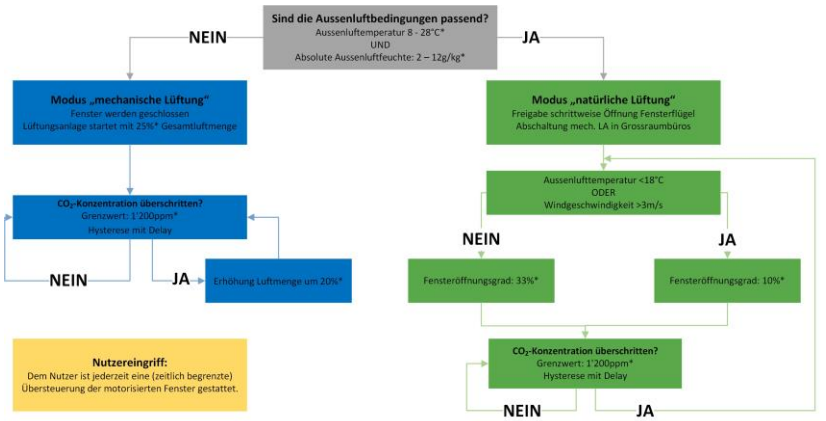 Sind die Aussenluftbedingungen passend?
Aussenluftemperatur 8 - 28°C*
UND
Absolute Aussenluftfeuchte: 2 – 12g/kg*
NEIN
JA
Modus „mechanische Lüftung“
Fenster werden geschlossen
Lüftungsanlage startet mit 25%* Gesamtluftmenge
CO₂-Konzentration überschritten?
Grenzwert: 1'200ppm*
Hysterese mit Delay
NEIN
JA
Erhöhung Luftmenge um 20%*
Nutzereingriff:
Dem Nutzer ist jederzeit eine (zeitlich begrenzte)
Übersteuerung der motorisierten Fenster gestattet.
Modus „natürliche Lüftung“
Freigabe schrittweise Öffnung Fensterflügel
Abschaltung mech. LA in Grossraumbüros
Aussenlufttemperatur <18°C
ODER
Windgeschwindigkeit >3m/s
NEIN
JA
Fensteröffnungsgrad: 33%*
Fensteröffnungsgrad: 10%*
CO₂-Konzentration überschritten?
Grenzwert: 1'200ppm*
Hysterese mit Delay
NEIN
JA